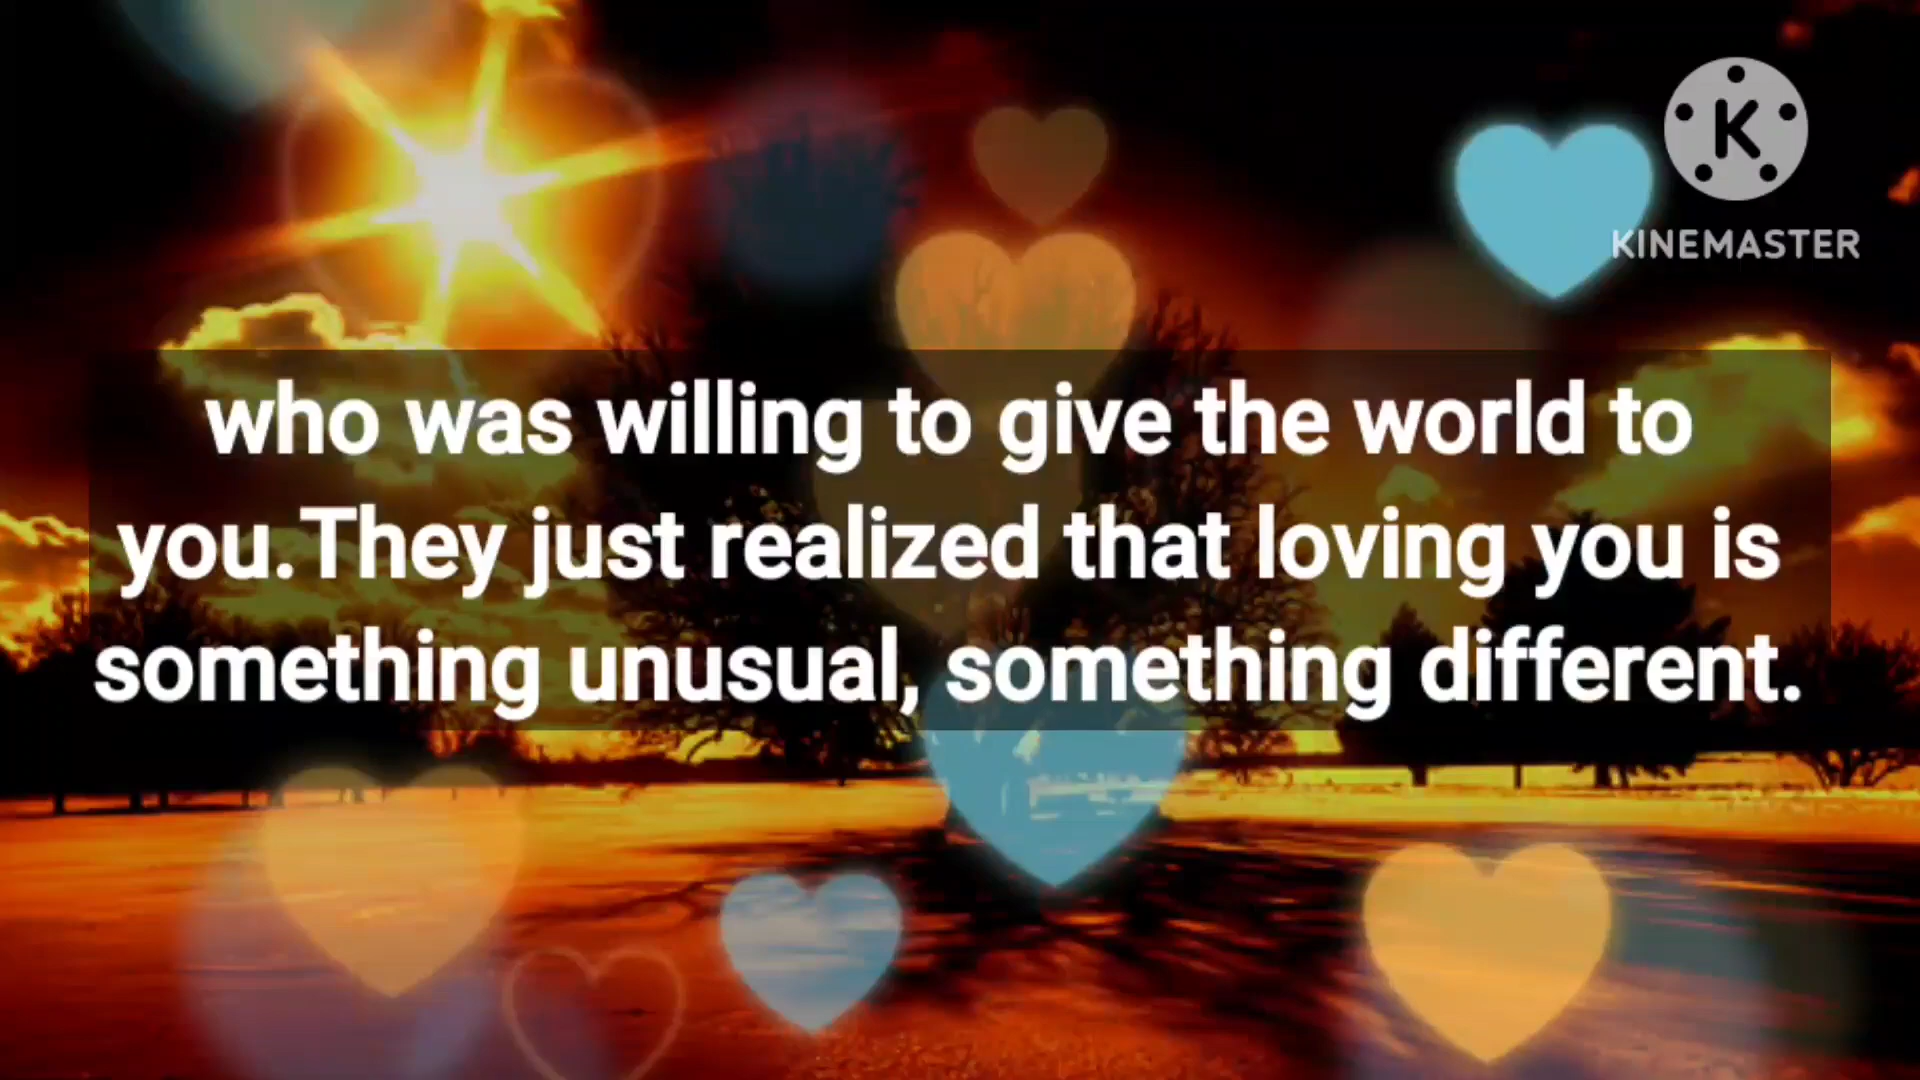 K
KINEMASTER
who was willing to give the world to
you.They just realized that loving you is
something unusual, something different.